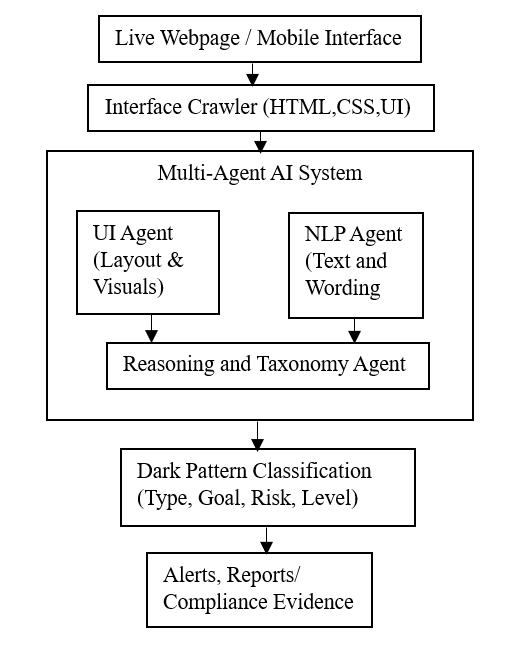 Live Webpage / Mobile Interface
Interface Crawler (HTML,CSS,UI)
Multi-Agent AI System
UI Agent
(Layout &
Visuals)
NLP Agent
(Text and
Wording
Reasoning and Taxonomy Agent
Dark Pattern Classification
(Type, Goal, Risk, Level)
Alerts, Reports/
Compliance Evidence